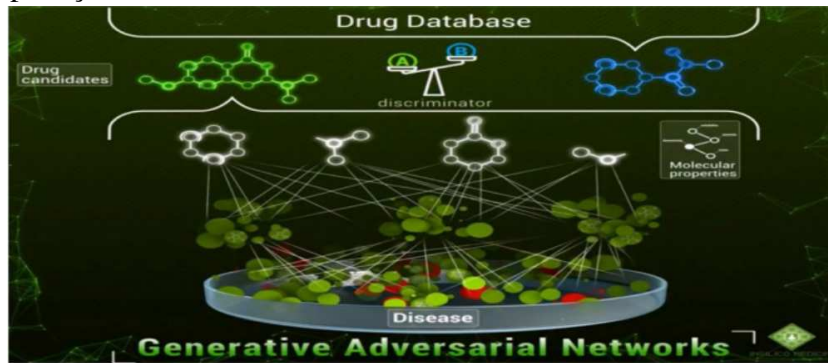 Drug Database
Drug
candidates
A
B
discriminator
Molecular
properties
Disease
Generative Adversarial Networks